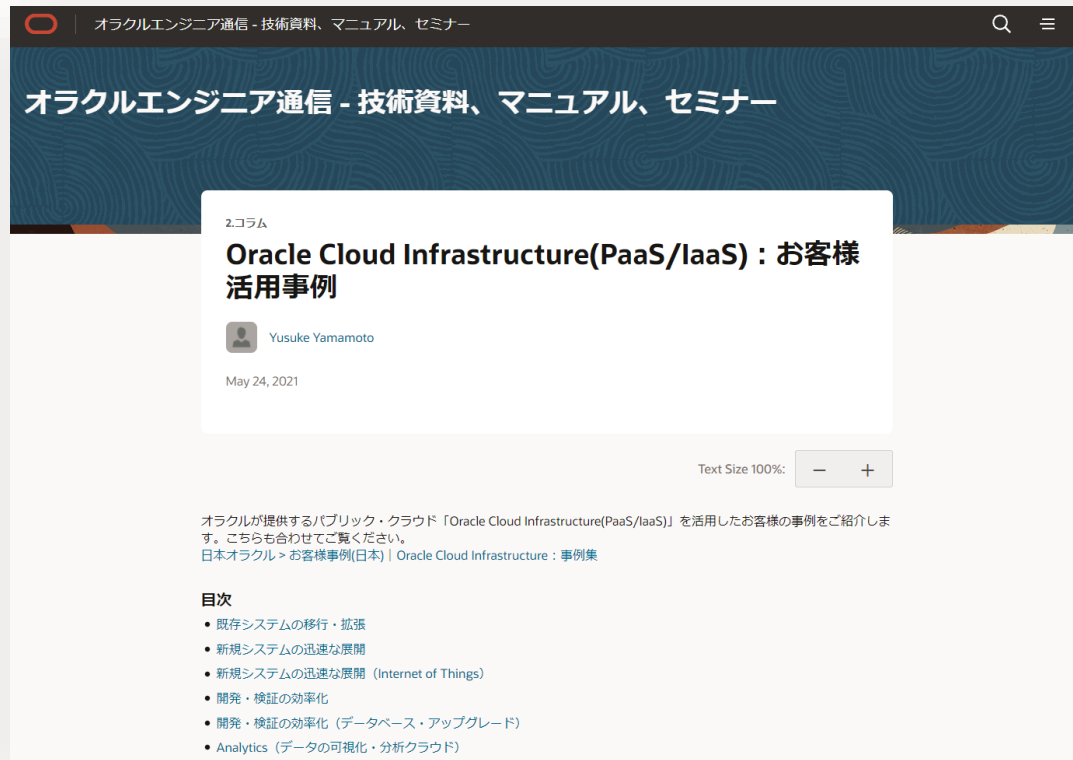 オラクルエンジニア通信 - 技術資料、マニュアル、セミナー
オラクルエンジニア通信 - 技術資料、マニュアル、セミナー
2.コラム
Oracle Cloud Infrastructure(PaaS/IaaS)：お客様
活用事例
Yusuke Yamamoto
May 24, 2021
Text Size 100%:
− +
オラクルが提供するパブリック・クラウド「Oracle Cloud Infrastructure(PaaS/IaaS)」を活用したお客様の事例をご紹介しま
す。こちらも合わせてご覧ください。
日本オラクル > お客様事例(日本)｜Oracle Cloud Infrastructure：事例集
目次
• 既存システムの移行・拡張
• 新規システムの迅速な展開
• 新規システムの迅速な展開（Internet of Things）
• 開発・検証の効率化
• 開発・検証の効率化（データベース・アップグレード）
• Analytics（データの可視化・分析クラウド）